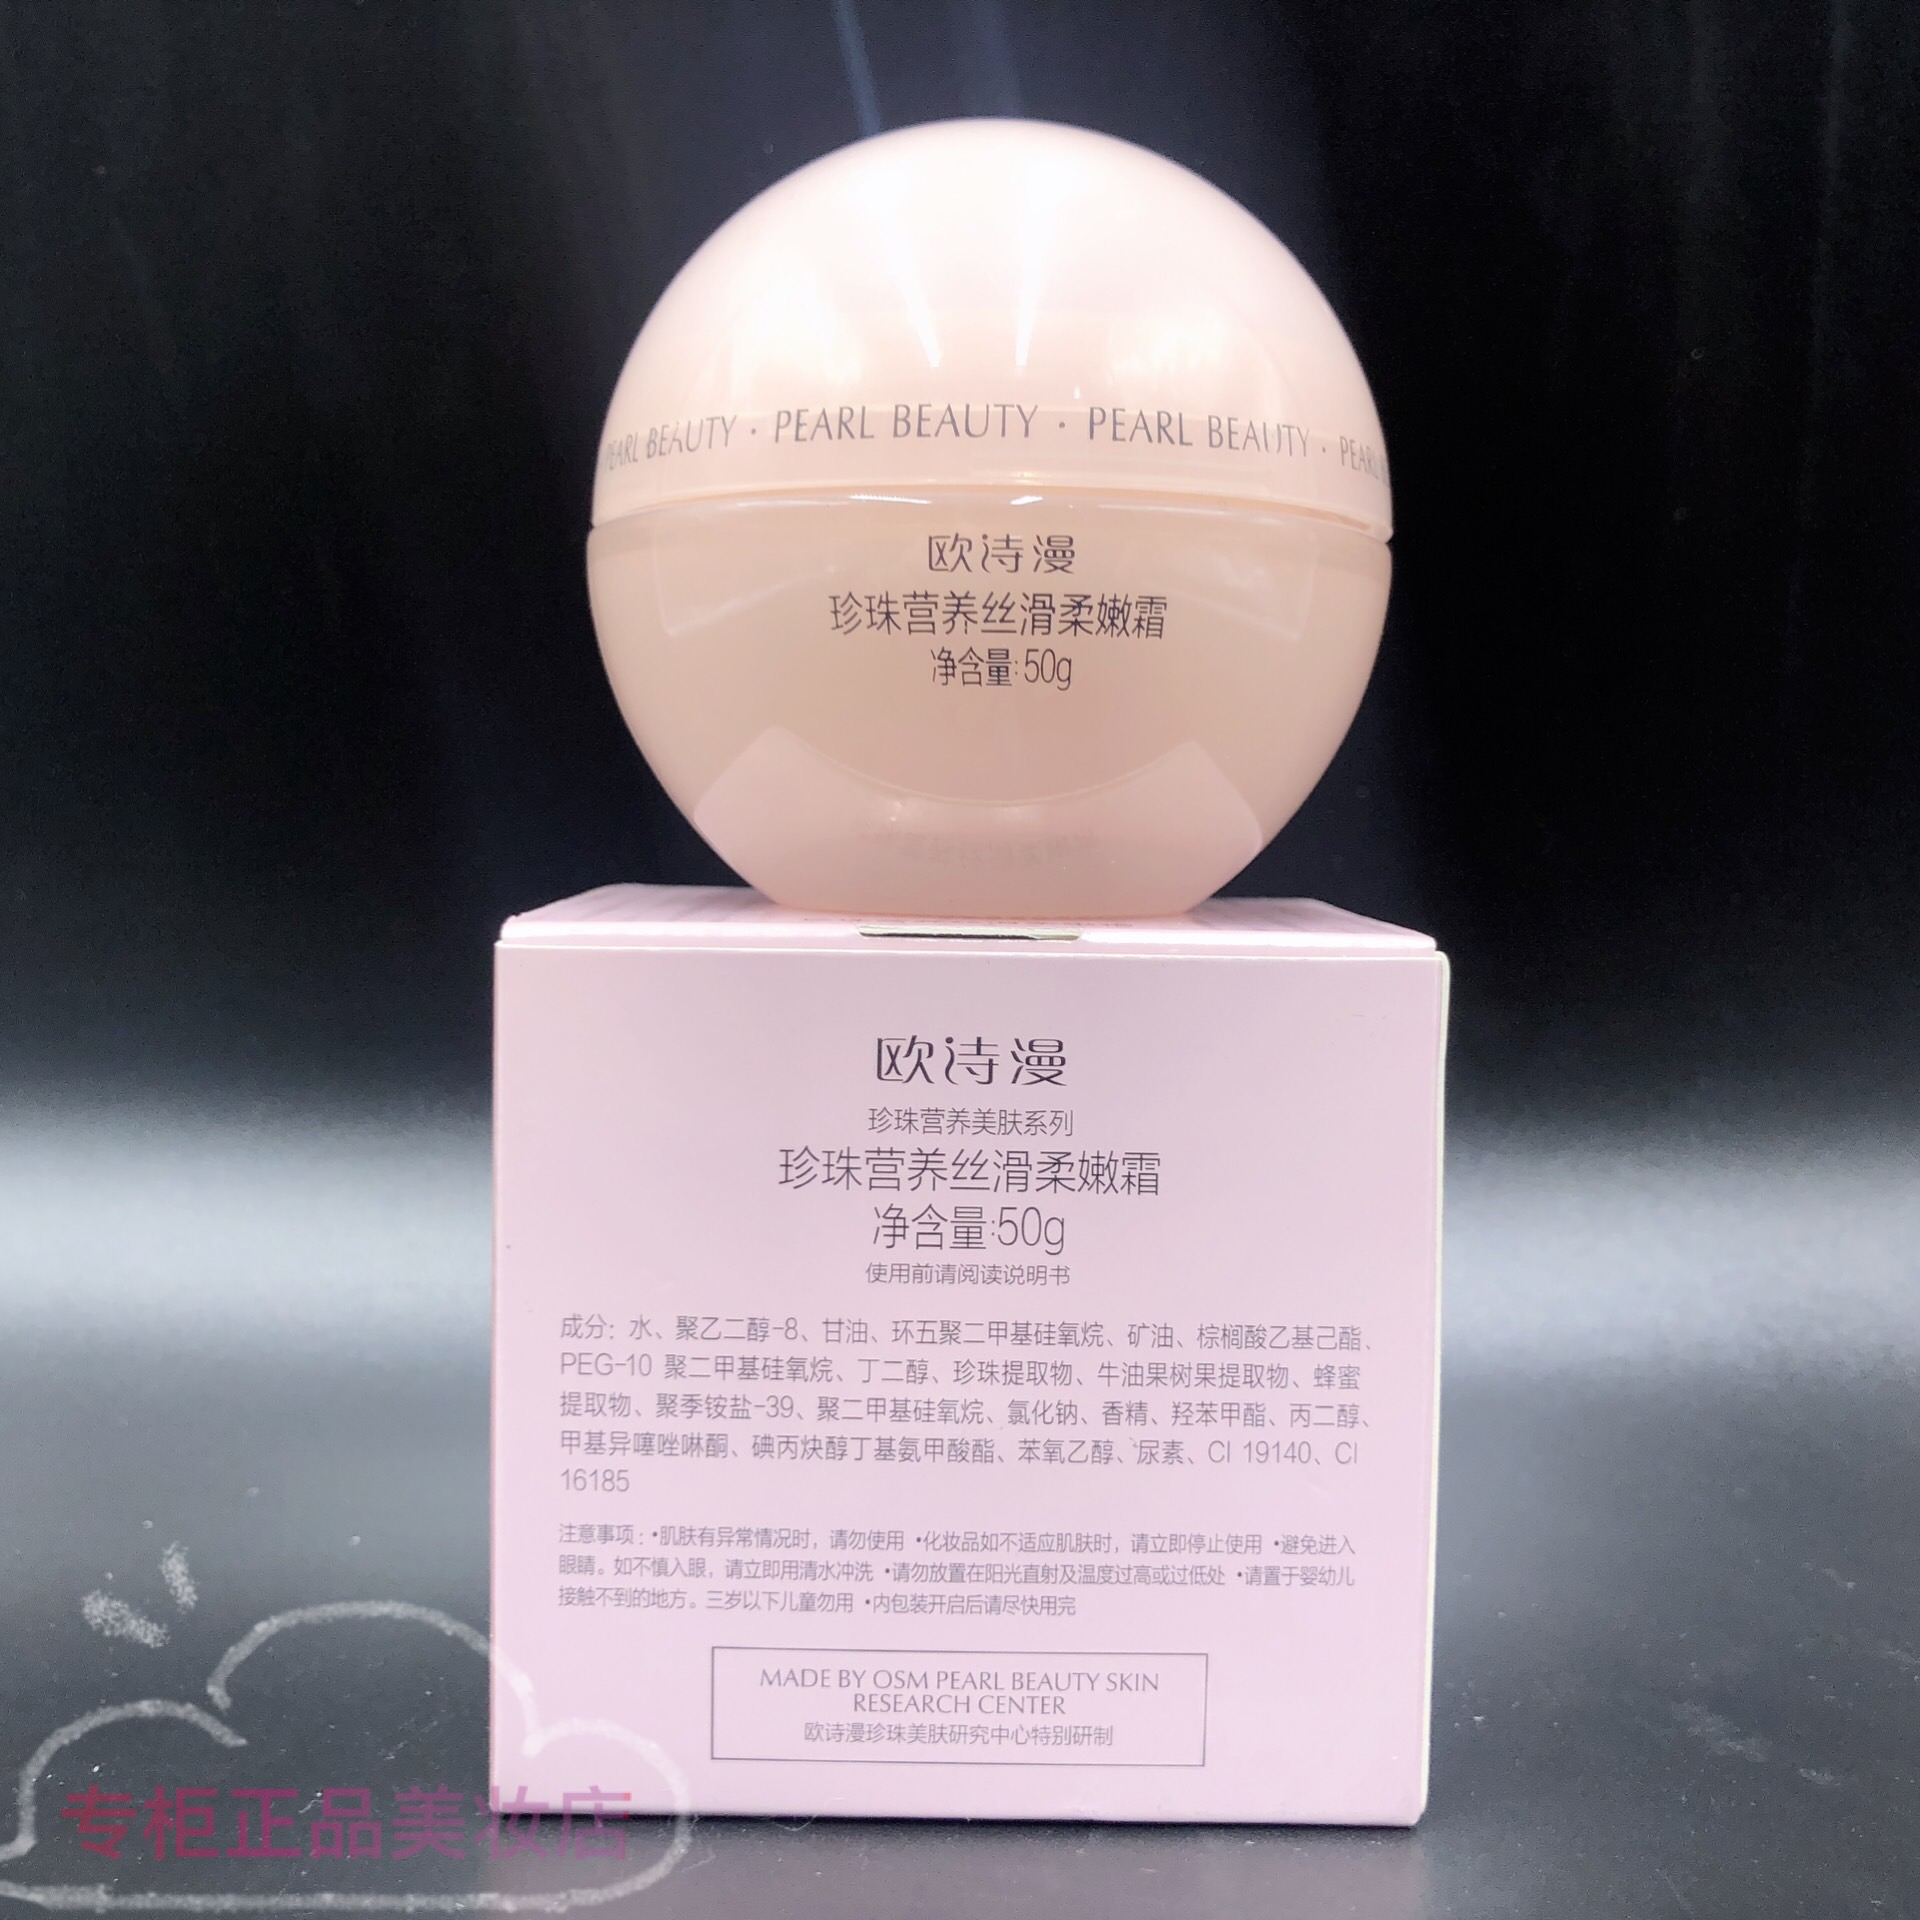 PEARL BEAUTY · PEARL BEAUTY · PEARL BEAUTY · PEARL
欧诗漫
珍珠营养丝滑柔嫩霜
净含量:50g
欧诗漫
珍珠营养美肤系列
珍珠营养丝滑柔嫩霜
净含量:50g
使用前请阅读说明书
成分：水、聚乙二醇-8、甘油、环五聚二甲基硅氧烷、矿油、棕榈酸乙基己酯、
PEG-10 聚二甲基硅氧烷、丁二醇、珍珠提取物、牛油果树果提取物、蜂蜜
提取物、聚季铵盐-39、聚二甲基硅氧烷、氯化钠、香精、羟苯甲酯、丙二醇、
甲基异噻唑啉酮、碘丙炔醇丁基氨甲酸酯、苯氧乙醇、尿素、CI 19140、CI
16185
注意事项：•肌肤有异常情况时，请勿使用 •化妆品如不适应肌肤时，请立即停止使用 •避免进入
眼睛。如不慎入眼，请立即用清水冲洗 •请勿放置在阳光直射及温度过高或过低处 •请置于婴幼儿
接触不到的地方。三岁以下儿童勿用 •内包装开启后请尽快用完
MADE BY OSM PEARL BEAUTY SKIN
RESEARCH CENTER
欧诗漫珍珠美肤研究中心特别研制
专柜正品美妆店